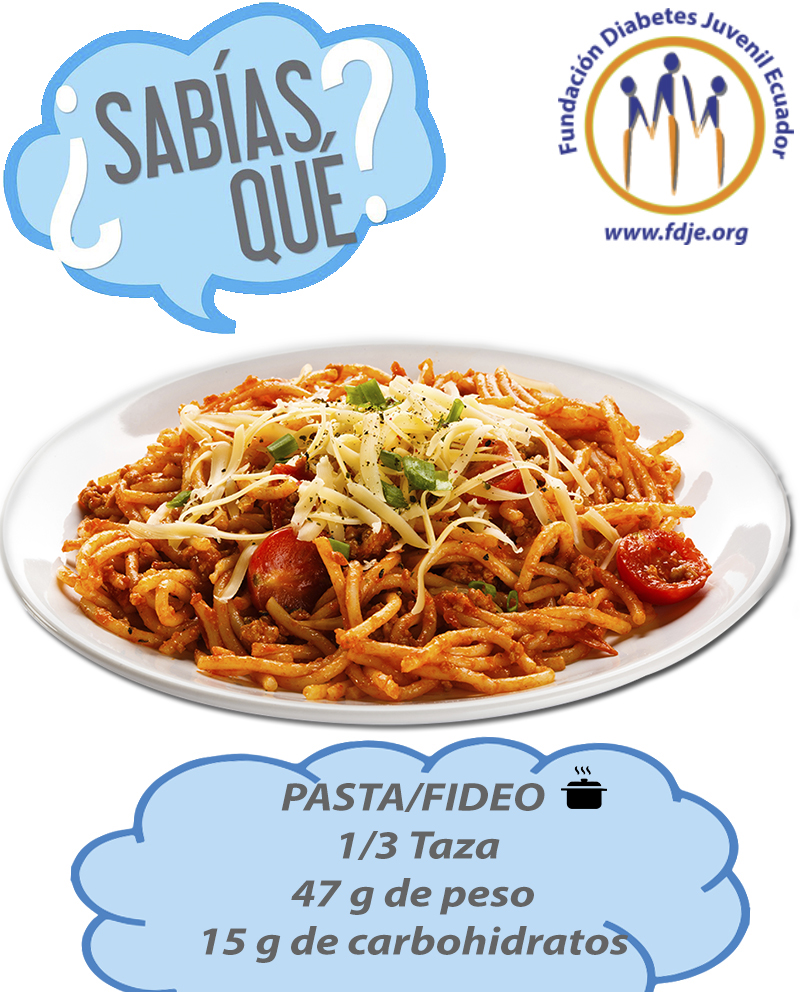 ¿SABÍAS
QUÉ?
Fundación Diabetes Juvenil Ecuador
www.fdje.org
PASTA/FIDEO
1/3 Taza
47 g de peso
15 g de carbohidratos